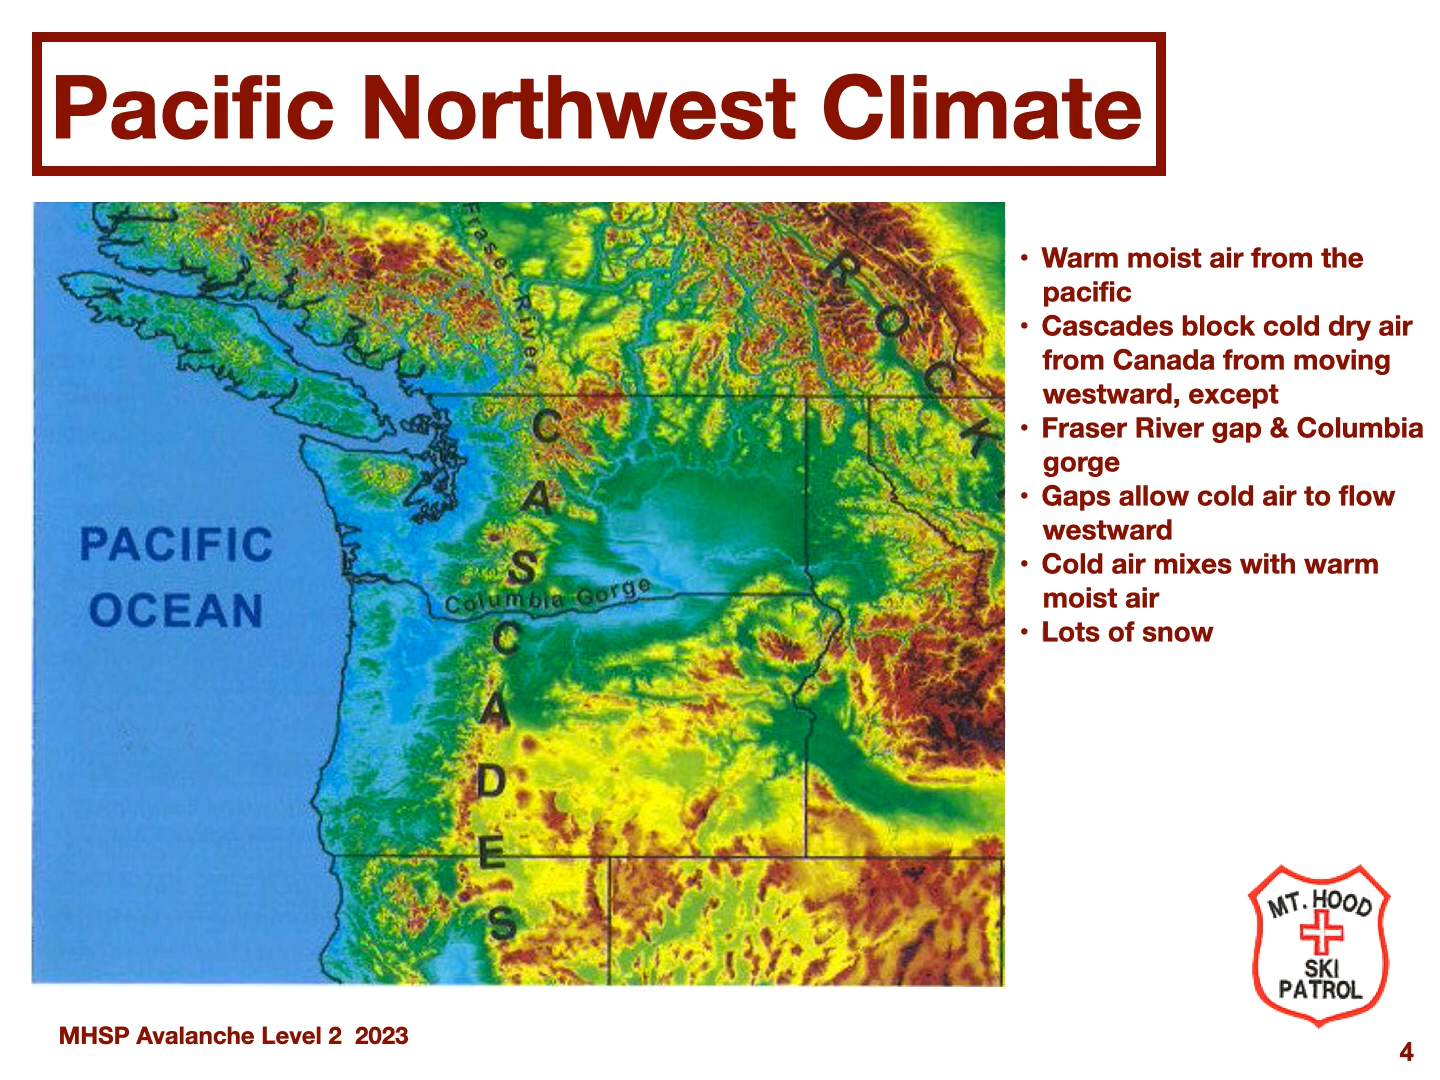 Pacific Northwest Climate
Fraser River
ROCK
CASCADES
Columbia Gorge
PACIFIC
OCEAN
• Warm moist air from the
pacific
• Cascades block cold dry air
from Canada from moving
westward, except
• Fraser River gap & Columbia
gorge
• Gaps allow cold air to flow
westward
• Cold air mixes with warm
moist air
• Lots of snow
MT. HOOD
SKI
PATROL
MHSP Avalanche Level 2 2023
4